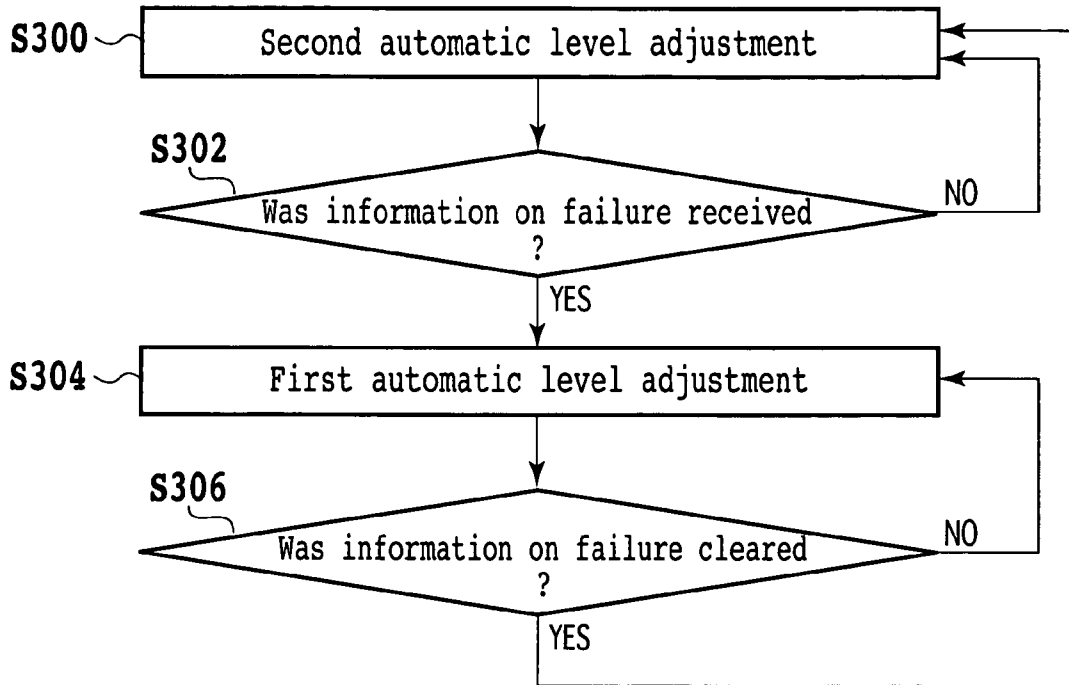 S300
Second automatic level adjustment
S302
Was information on failure received
?
NO
YES
S304
First automatic level adjustment
S306
Was information on failure cleared
?
NO
YES